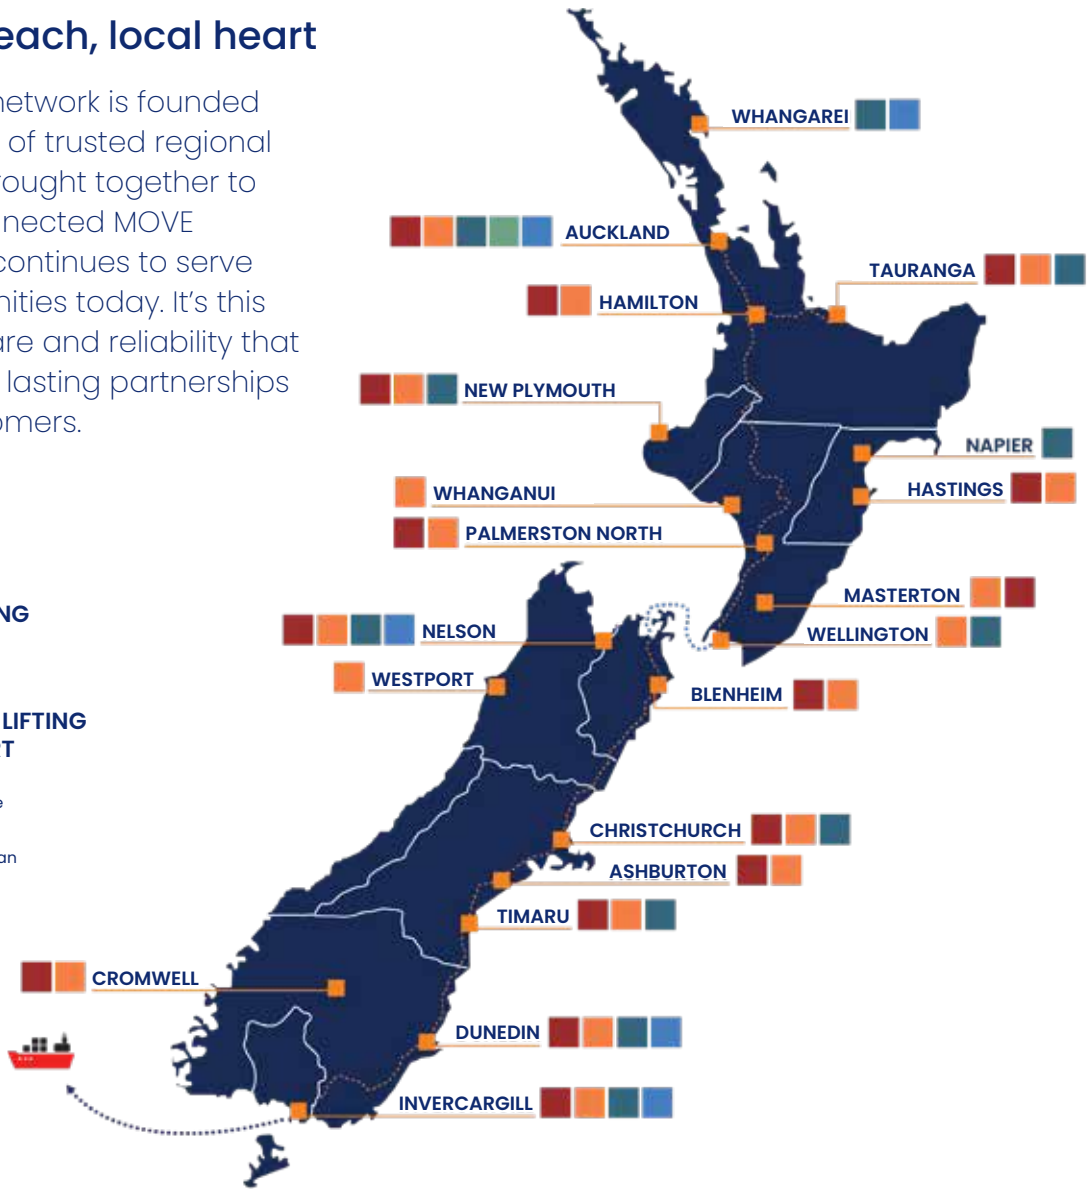 each, local heart
network is founded
of trusted regional
rought together to
nected MOVE
continues to serve
nities today. It's this
are and reliability that
lasting partnerships
omers.
NG
LIFTING
RT
e
an
WHANGAREI
AUCKLAND
TAURANGA
HAMILTON
NEW PLYMOUTH
NAPIER
WHANGANUI
HASTINGS
PALMERSTON NORTH
MASTERTON
NELSON
WELLINGTON
WESTPORT
BLENHEIM
CHRISTCHURCH
ASHBURTON
TIMARU
CROMWELL
DUNEDIN
INVERCARGILL